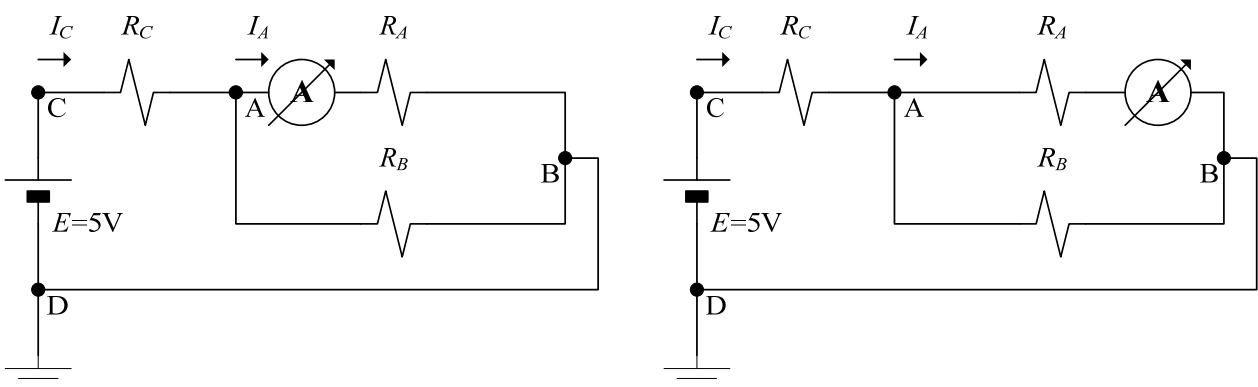 I_C R_C I_A R_A
C A A
R_B
B
E=5V
D
I_C R_C I_A R_A
C A A
R_B
B
E=5V
D